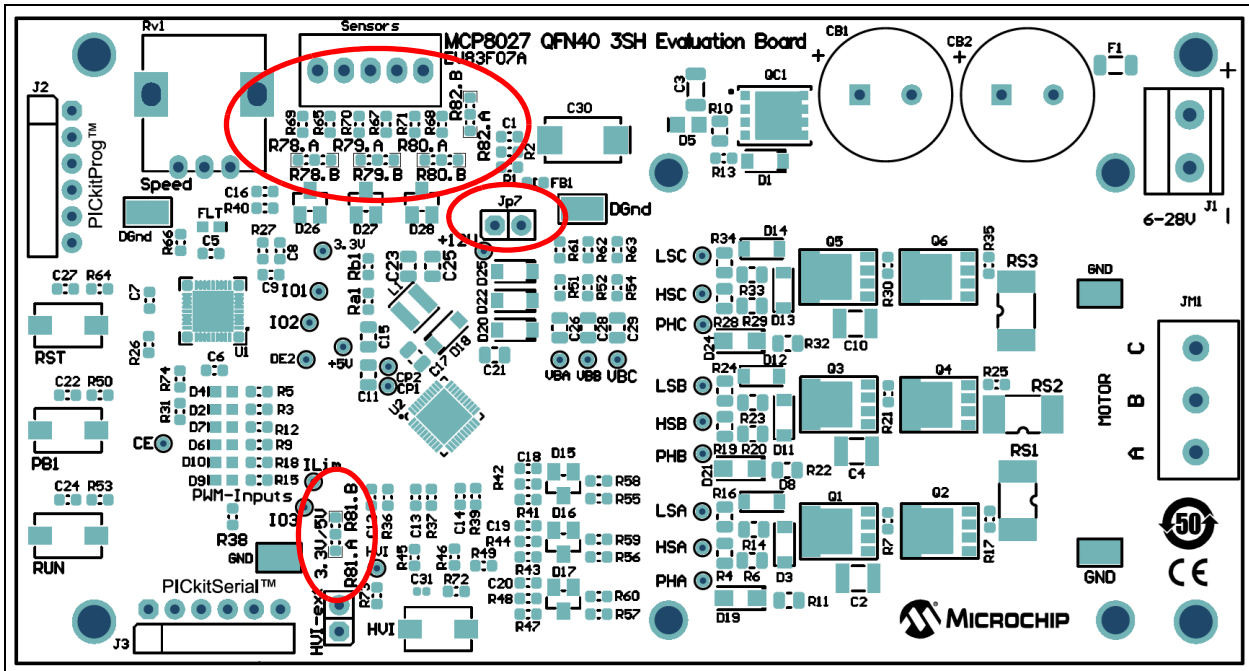 Rv1
Sensors
MCP8027 QFN40 3SH Evaluation Board
EV83F07A
CB1
+
CB2
+
F1
+
J2
PICkitProg™
R69
R65
R70
R67
R71
R68
R82.B
R82.A
C1
R2
C30
C3
QC1
R10
D5
R13
D1
R78.A
R79.A
R80.A
R78.B
R79.B
R80.B
Speed
FB1
DGnd
6-28V
J1
C16
R40
FLT
DGnd
R66
C5
R27
C8
C9
D26
D27
D28
Jp7
3.3V
+12V
R61
R62
R63
R51
R52
R54
C26
C28
C29
VBA
VBB
VBC
C27
R64
C7
RST
R26
U1
IO1
IO2
DE2
+5V
Rb1
Ra1
C23
C25
L1
C15
D25
D22
D20
D18
C17
C21
CP2
CP1
C11
U2
LSC
HSC
PHC
R34
D14
R33
R28
R29
D13
D24
R32
Q5
Q6
R30
R35
C10
RS3
GND
JM1
C22
R50
PB1
R74
R31
C6
D4
R5
D2
R3
D7
R12
D6
R9
D10
R18
D9
R15
CE
PWM-Inputs
ILim
IO3
LSB
HSB
PHB
D12
R24
R23
R19
R20
D11
D21
D8
R22
Q3
Q4
R21
R25
C4
RS2
RS1
MOTOR
C
B
A
C24
R53
RUN
R38
GND
3.3V/5V
R81.A
R81.B
C12
R36
C13
R37
C14
R39
HVI
R45
R46
R49
R73
C31
R72
HVI-ext
HVI
R42
C18
D15
R58
R55
R41
C19
D16
R44
R59
R56
R43
C20
D17
R48
R60
R57
R47
LSA
HSA
PHA
R16
R14
R4
R6
D3
D19
R11
Q1
Q2
R7
R17
C2
50
GND
CE
PICkitSerial™
J3
MICROCHIP